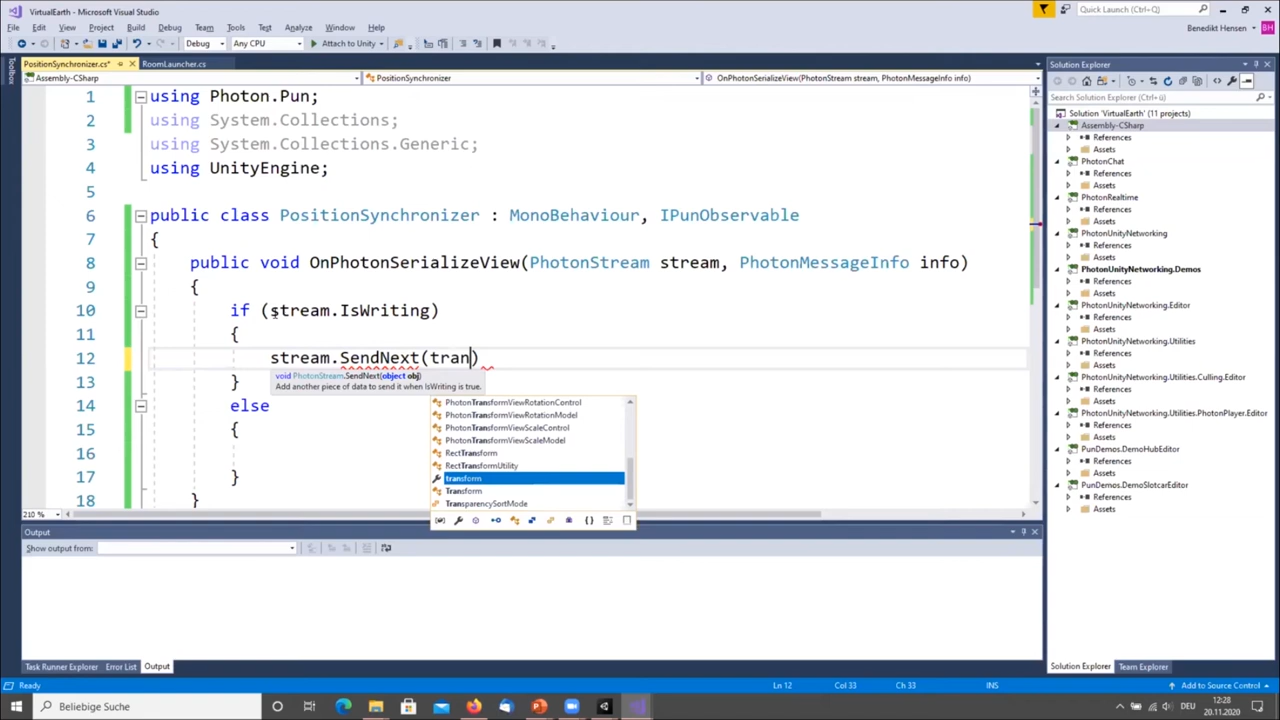 VirtualEarth - Microsoft Visual Studio
Quick Launch (Ctrl+Q)
File Edit View Project Build Debug Team Tools Architecture Test Analyze Window Help
Benedikt Hensen BH
Debug Any CPU Attach to Unity
Toolbox
PositionSynchronizer.cs* RoomLauncher.cs
Assembly-CSharp PositionSynchronizer OnPhotonSerializeView(PhotonStream stream, PhotonMessageInfo info)
1 using Photon.Pun;
2 using System.Collections;
3 using System.Collections.Generic;
4 using UnityEngine;
5
6 public class PositionSynchronizer : MonoBehaviour, IPunObservable
7 {
8 public void OnPhotonSerializeView(PhotonStream stream, PhotonMessageInfo info)
9 {
10 if (stream.IsWriting)
11 {
12 stream.SendNext(tran)
void PhotonStream.SendNext(object obj)
Add another piece of data to send it when IsWriting is true.
13 }
14 else
15 {
16
17 }
18 }
PhotonTransformViewRotationControl
PhotonTransformViewRotationModel
PhotonTransformViewScaleControl
PhotonTransformViewScaleModel
RectTransform
RectTransformUtility
transform
Transform
TransparencySortMode
210 %
Output
Show output from:
Task Runner Explorer Error List Output
Solution Explorer
Search Solution Explorer (Ctrl+ü)
Solution 'VirtualEarth' (11 projects)
Assembly-CSharp
References
Assets
PhotonChat
References
Assets
PhotonRealtime
References
Assets
PhotonUnityNetworking
References
Assets
PhotonUnityNetworking.Demos
References
Assets
PhotonUnityNetworking.Editor
References
Assets
PhotonUnityNetworking.Utilities
References
Assets
PhotonUnityNetworking.Utilities.Culling.Editor
References
Assets
PhotonUnityNetworking.Utilities.PhotonPlayer.Editor
References
Assets
PunDemos.DemoHubEditor
References
Assets
PunDemos.DemoSlotcarEditor
References
Assets
Solution Explorer Team Explorer
Ready Ln 12 Col 33 Ch 33 INS Add to Source Control
Beliebige Suche
DEU
12:28
20.11.2020